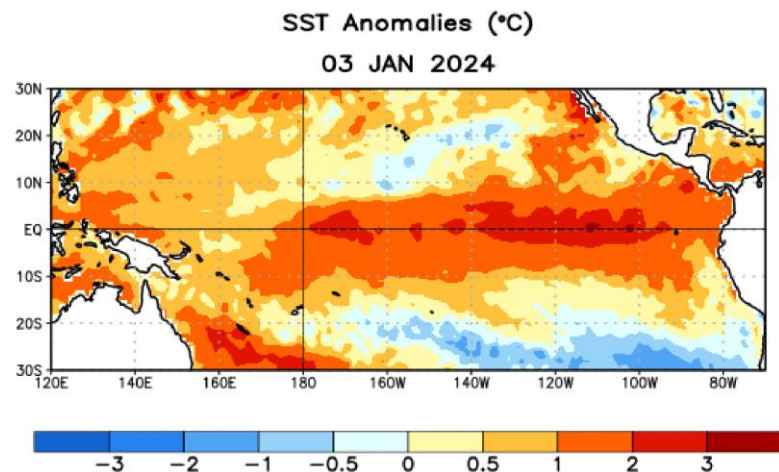 SST Anomalies (°C)
03 JAN 2024
30N
20N
10N
EQ
10S
20S
30S
120E 140E 160E 180 160W 140W 120W 100W 80W
-3 -2 -1 -0.5 0 0.5 1 2 3